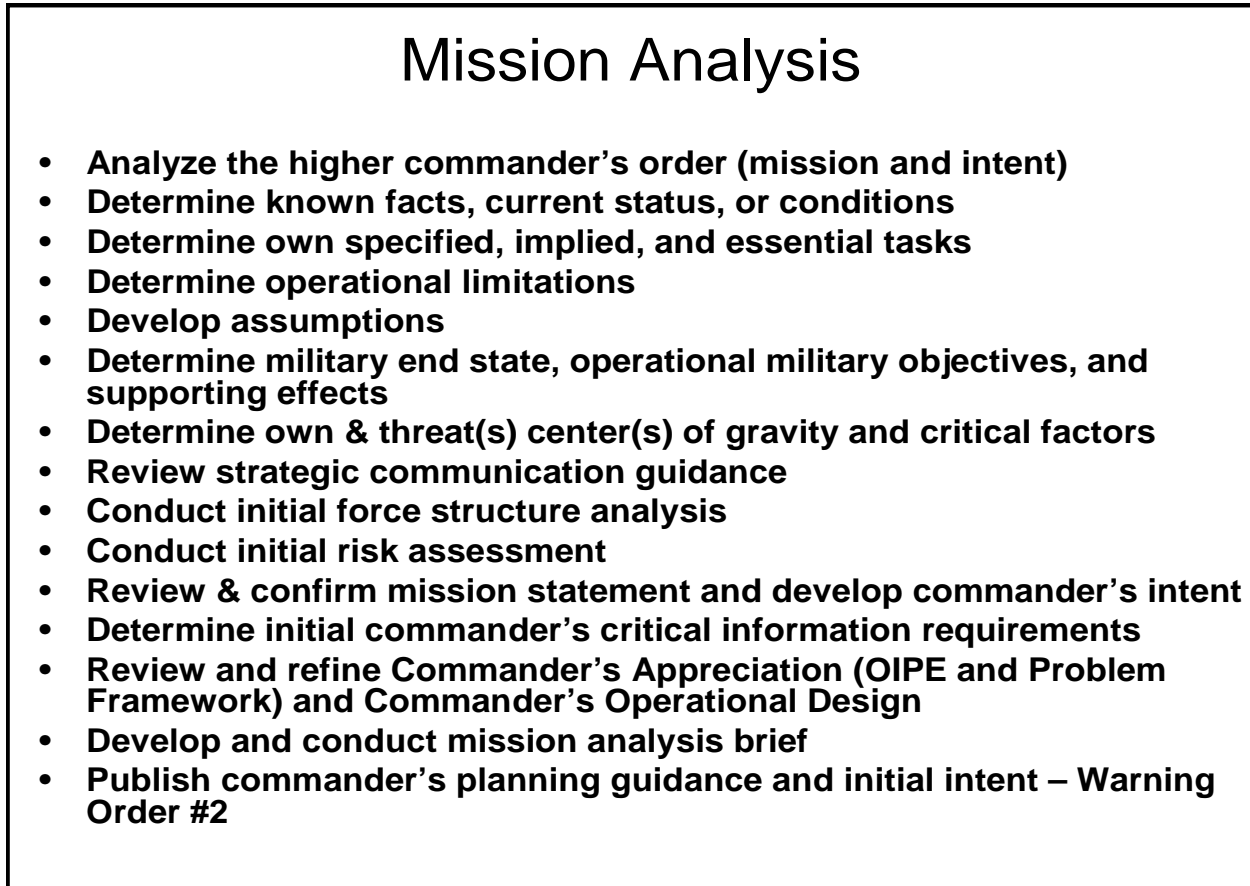 Mission Analysis
• Analyze the higher commander’s order (mission and intent)
• Determine known facts, current status, or conditions
• Determine own specified, implied, and essential tasks
• Determine operational limitations
• Develop assumptions
• Determine military end state, operational military objectives, and
supporting effects
• Determine own & threat(s) center(s) of gravity and critical factors
• Review strategic communication guidance
• Conduct initial force structure analysis
• Conduct initial risk assessment
• Review & confirm mission statement and develop commander’s intent
• Determine initial commander’s critical information requirements
• Review and refine Commander’s Appreciation (OIPE and Problem
Framework) and Commander’s Operational Design
• Develop and conduct mission analysis brief
• Publish commander’s planning guidance and initial intent – Warning
Order #2